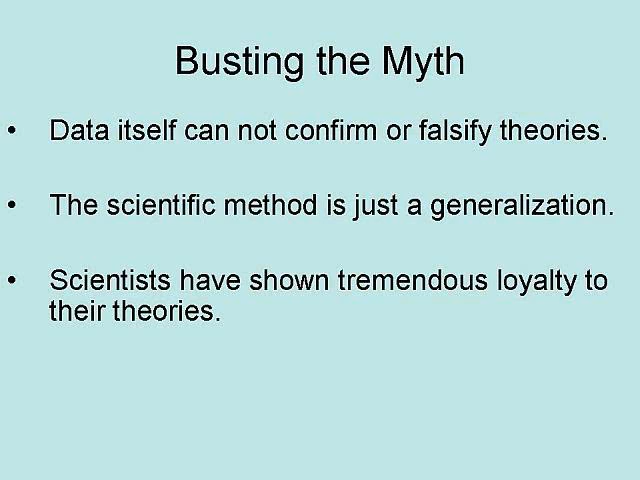 Busting the Myth
• Data itself can not confirm or falsify theories.
• The scientific method is just a generalization.
• Scientists have shown tremendous loyalty to
their theories.